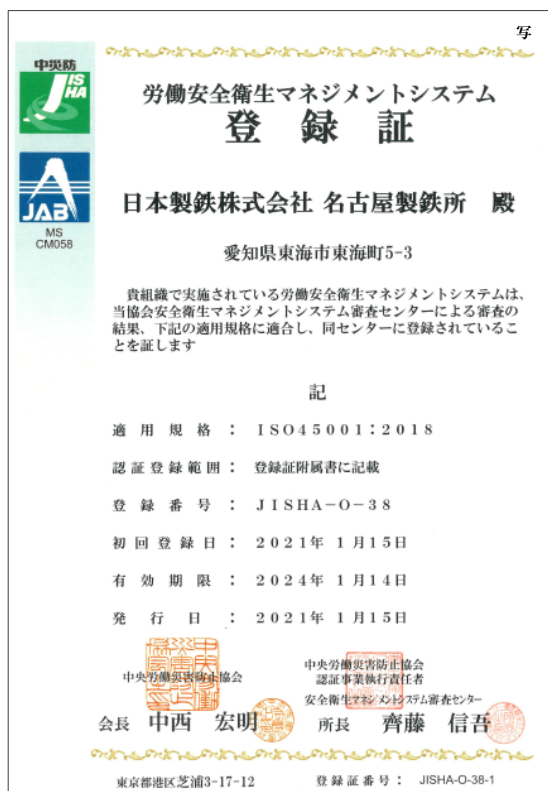 写
中災防
JISHA
労働安全衛生マネジメントシステム
登 録 証
JAB
MS
CM058
日本製鉄株式会社 名古屋製鉄所 殿
愛知県東海市東海町5-3
貴組織で実施されている労働安全衛生マネジメントシステムは、
当協会安全衛生マネジメントシステム審査センターによる審査の
結果、下記の適用規格に適合し、同センターに登録されているこ
とを証します
記
適 用 規 格 : ISO45001:2018
認証登録範囲: 登録証附属書に記載
登 録 番 号 : JISHA-O-38
初回登録日 : 2021年 1月15日
有 効 期 限 : 2024年 1月14日
発 行 日 : 2021年 1月15日
中央労働災害防止協会
会長 中西 宏明
中央労働災害防止協会
認証事業執行責任者
安全衛生マネジメントシステム審査センター
所長 齊藤 信吾
東京都港区芝浦3-17-12
登録証番号: JISHA-O-38-1